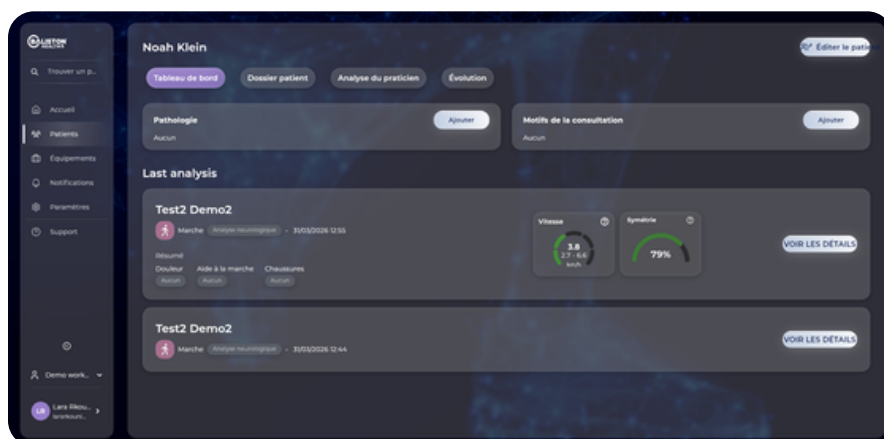 BALISTON
HEALTH
Trouver un p...
Accueil
Patients
Équipements
Notifications
Paramètres
Support
Demo work...
LR
Lara Rkou...
Noah Klein
Éditer le patie
Tableau de bord
Dossier patient
Analyse du praticien
Évolution
Pathologie
Ajouter
Aucun
Motifs de la consultation
Ajouter
Aucun
Last analysis
Test2 Demo2
Marche Analyse neurologique - 31/03/2026 12:55
Résumé
Douleur Aide à la marche Chaussures
Aucun Aucun Aucun
Vitesse
3.8
2.7 - 6.6
km/h
Symétrie
79%
VOIR LES DÉTAILS
Test2 Demo2
Marche Analyse neurologique - 31/03/2026 12:44
VOIR LES DÉTAILS